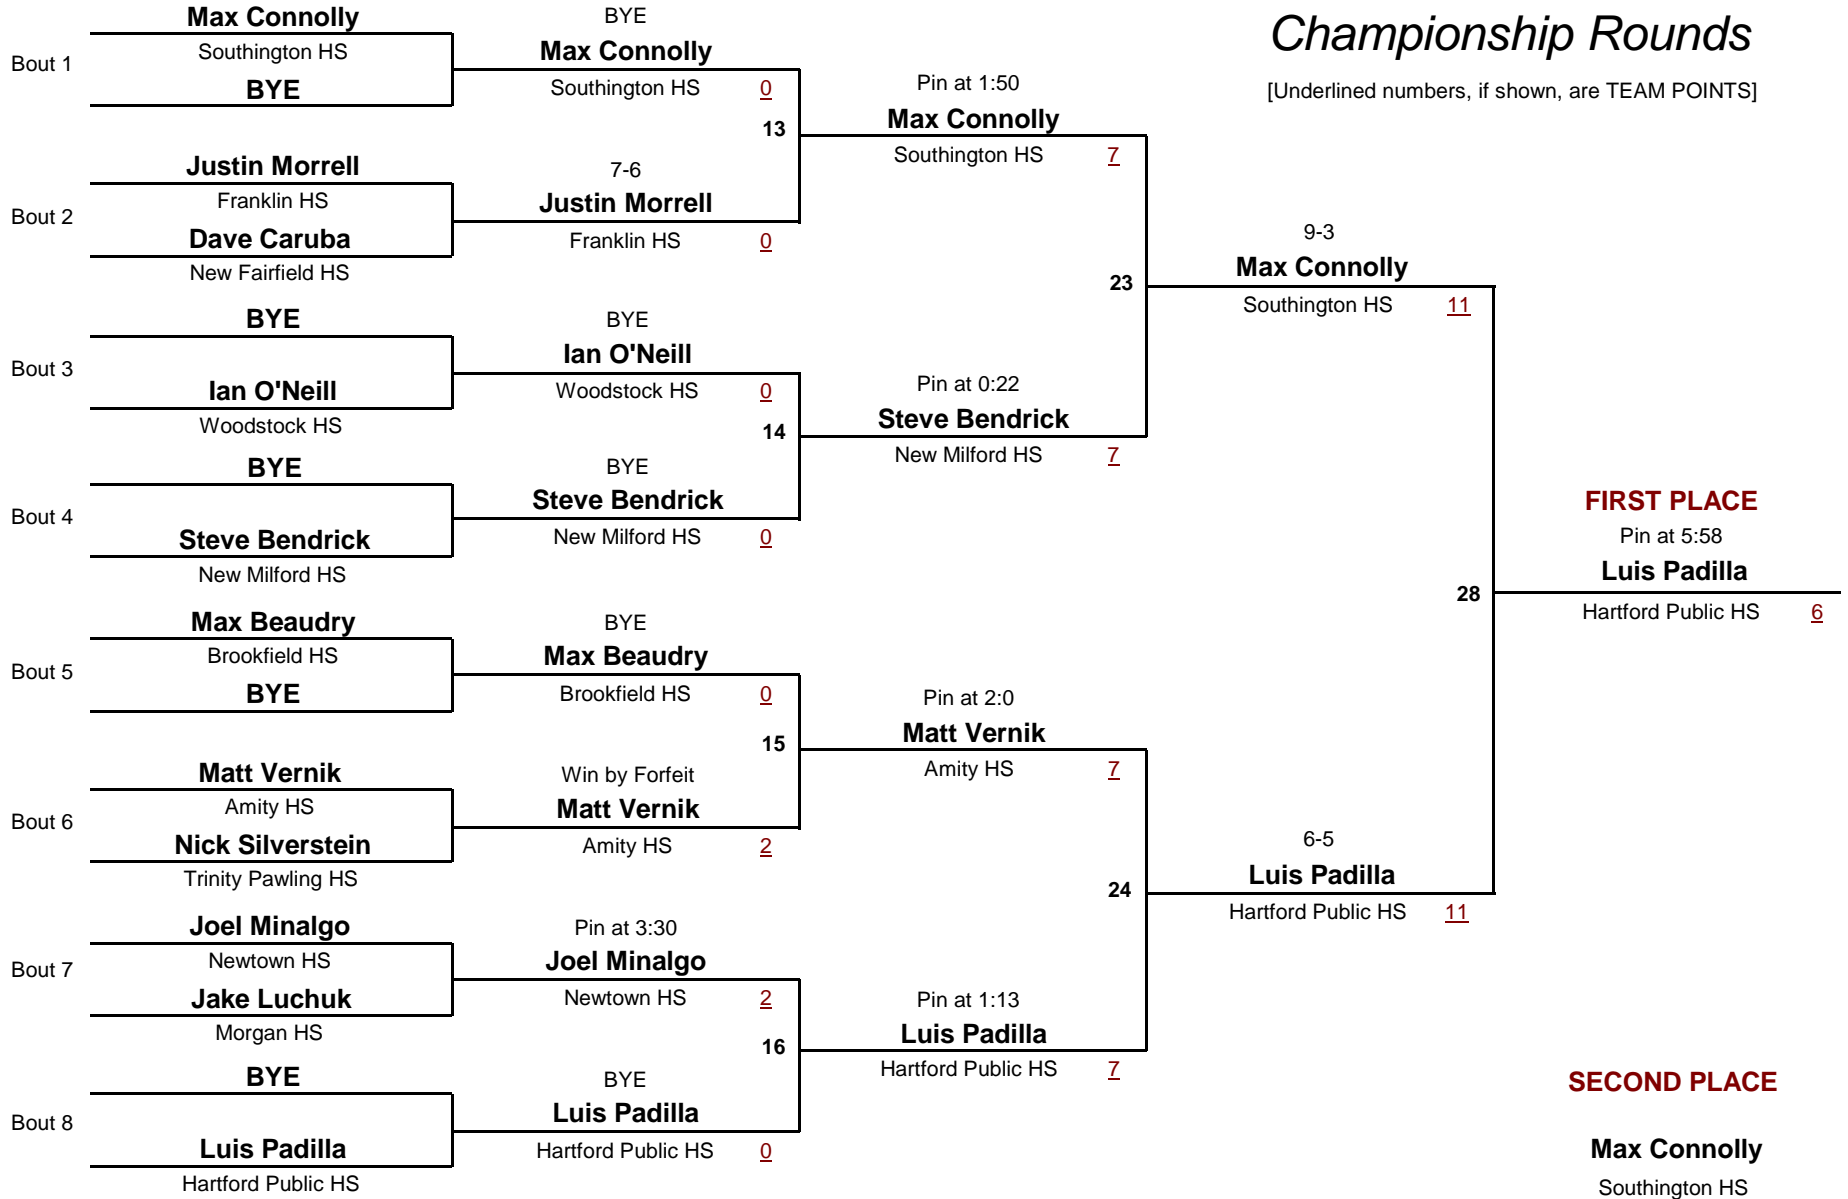 Championship Rounds
[Underlined numbers, if shown, are TEAM POINTS]
Bout 1
Max Connolly
Southington HS
BYE
Bout 2
Justin Morrell
Franklin HS
Dave Caruba
New Fairfield HS
Bout 3
BYE
Ian O'Neill
Woodstock HS
Bout 4
BYE
Steve Bendrick
New Milford HS
Bout 5
Max Beaudry
Brookfield HS
BYE
Bout 6
Matt Vernik
Amity HS
Nick Silverstein
Trinity Pawling HS
Bout 7
Joel Minalgo
Newtown HS
Jake Luchuk
Morgan HS
Bout 8
BYE
Luis Padilla
Hartford Public HS
BYE
Max Connolly
Southington HS 0
13
7-6
Justin Morrell
Franklin HS 0
BYE
Ian O'Neill
Woodstock HS 0
14
BYE
Steve Bendrick
New Milford HS 0
BYE
Max Beaudry
Brookfield HS 0
15
Win by Forfeit
Matt Vernik
Amity HS 2
Pin at 3:30
Joel Minalgo
Newtown HS 2
16
BYE
Luis Padilla
Hartford Public HS 0
Pin at 1:50
Max Connolly
Southington HS 7
23
Pin at 0:22
Steve Bendrick
New Milford HS 7
Pin at 2:0
Matt Vernik
Amity HS 7
24
Pin at 1:13
Luis Padilla
Hartford Public HS 7
9-3
Max Connolly
Southington HS 11
28
6-5
Luis Padilla
Hartford Public HS 11
FIRST PLACE
Pin at 5:58
Luis Padilla
Hartford Public HS 6
SECOND PLACE
Max Connolly
Southington HS